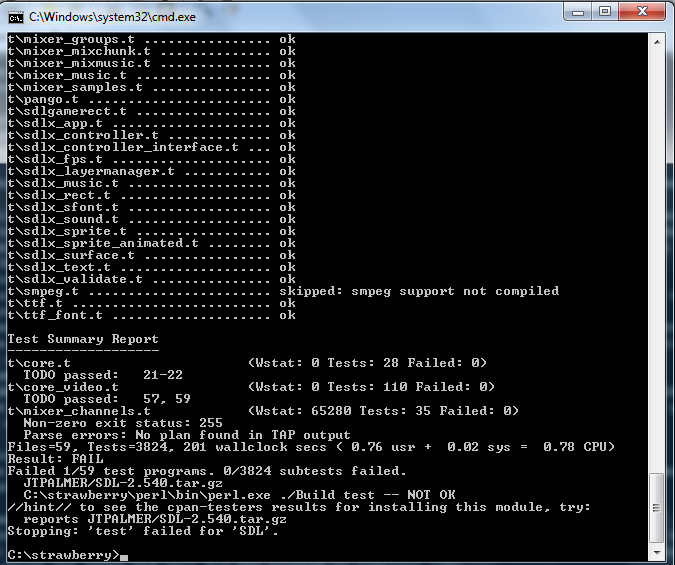 C:\Windows\system32\cmd.exe
t\mixer_groups.t ................ ok
t\mixer_mixchunk.t .............. ok
t\mixer_mixmusic.t .............. ok
t\mixer_music.t ................. ok
t\mixer_samples.t ............... ok
t\pango.t ....................... ok
t\sdlgamerect.t ................. ok
t\sdlx_app.t .................... ok
t\sdlx_controller.t ............. ok
t\sdlx_controller_interface.t ... ok
t\sdlx_fps.t .................... ok
t\sdlx_layermanager.t ........... ok
t\sdlx_music.t .................. ok
t\sdlx_rect.t ................... ok
t\sdlx_sfont.t .................. ok
t\sdlx_sound.t .................. ok
t\sdlx_sprite.t ................. ok
t\sdlx_sprite_animated.t ........ ok
t\sdlx_surface.t ................ ok
t\sdlx_text.t ................... ok
t\sdlx_validate.t ............... ok
t\smpeg.t ....................... skipped: smpeg support not compiled
t\ttf.t ......................... ok
t\ttf_font.t .................... ok
Test Summary Report
-------------------
t\core.t                      (Wstat: 0 Tests: 28 Failed: 0)
  TODO passed:   21-22
t\core_video.t                (Wstat: 0 Tests: 110 Failed: 0)
  TODO passed:   57, 59
t\mixer_channels.t            (Wstat: 65280 Tests: 35 Failed: 0)
  Non-zero exit status: 255
  Parse errors: No plan found in TAP output
Files=59, Tests=3824, 201 wallclock secs ( 0.76 usr +  0.02 sys =  0.78 CPU)
Result: FAIL
Failed 1/59 test programs. 0/3824 subtests failed.
  JTPALMER/SDL-2.540.tar.gz
  C:\strawberry\perl\bin\perl.exe ./Build test -- NOT OK
//hint// to see the cpan-testers results for installing this module, try:
  reports JTPALMER/SDL-2.540.tar.gz
Stopping: 'test' failed for 'SDL'.
C:\strawberry>